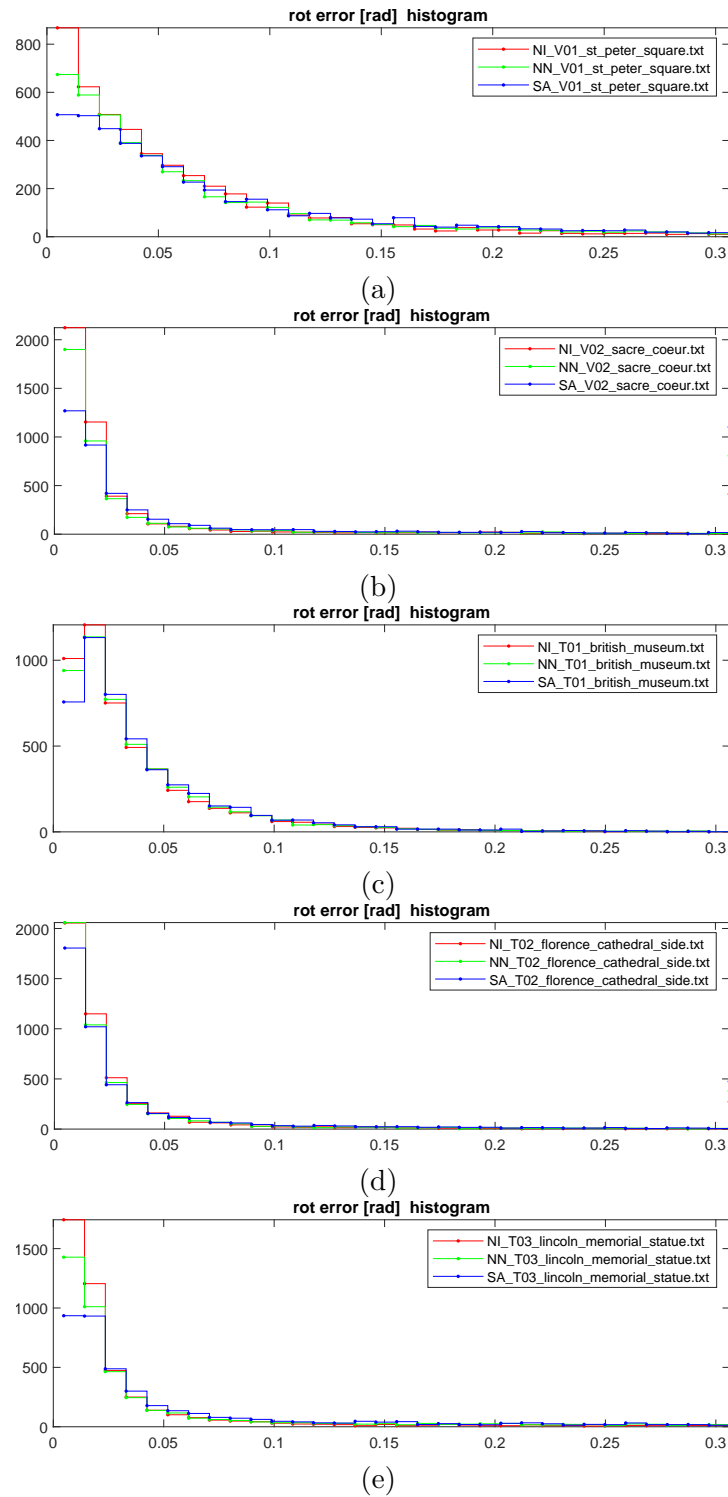 rot error [rad]  histogram
NI_V01_st_peter_square.txt
NN_V01_st_peter_square.txt
SA_V01_st_peter_square.txt
800
600
400
200
0
0 0.05 0.1 0.15 0.2 0.25 0.3
(a)
rot error [rad]  histogram
NI_V02_sacre_coeur.txt
NN_V02_sacre_coeur.txt
SA_V02_sacre_coeur.txt
2000
1500
1000
500
0
0 0.05 0.1 0.15 0.2 0.25 0.3
(b)
rot error [rad]  histogram
NI_T01_british_museum.txt
NN_T01_british_museum.txt
SA_T01_british_museum.txt
1000
500
0
0 0.05 0.1 0.15 0.2 0.25 0.3
(c)
rot error [rad]  histogram
NI_T02_florence_cathedral_side.txt
NN_T02_florence_cathedral_side.txt
SA_T02_florence_cathedral_side.txt
2000
1500
1000
500
0
0 0.05 0.1 0.15 0.2 0.25 0.3
(d)
rot error [rad]  histogram
NI_T03_lincoln_memorial_statue.txt
NN_T03_lincoln_memorial_statue.txt
SA_T03_lincoln_memorial_statue.txt
1500
1000
500
0
0 0.05 0.1 0.15 0.2 0.25 0.3
(e)